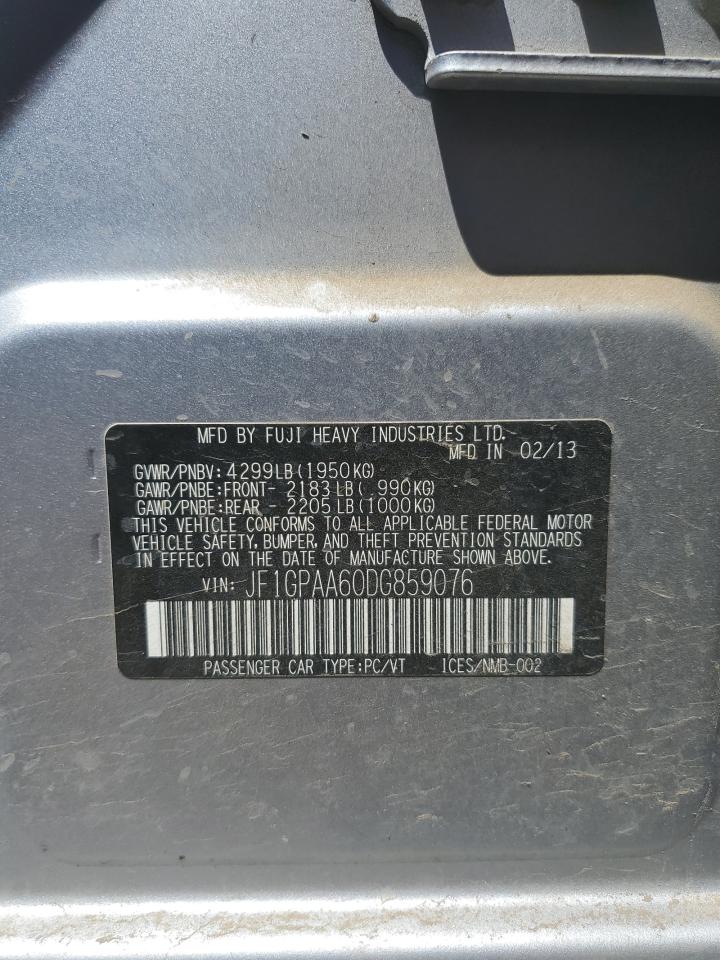 MFD BY FUJI HEAVY INDUSTRIES LTD.
MFD IN 02/13
GVWR/PNBV: 4299LB (1950KG)
GAWR/PNBE:FRONT- 2183 LB ( 990KG)
GAWR/PNBE:REAR - 2205 LB (1000KG)
THIS VEHICLE CONFORMS TO ALL APPLICABLE FEDERAL MOTOR
VEHICLE SAFETY, BUMPER, AND THEFT PREVENTION STANDARDS
IN EFFECT ON THE DATE OF MANUFACTURE SHOWN ABOVE.
VIN: JF1GPAA60DG859076
PASSENGER CAR TYPE:PC/VT ICES/NMB-002